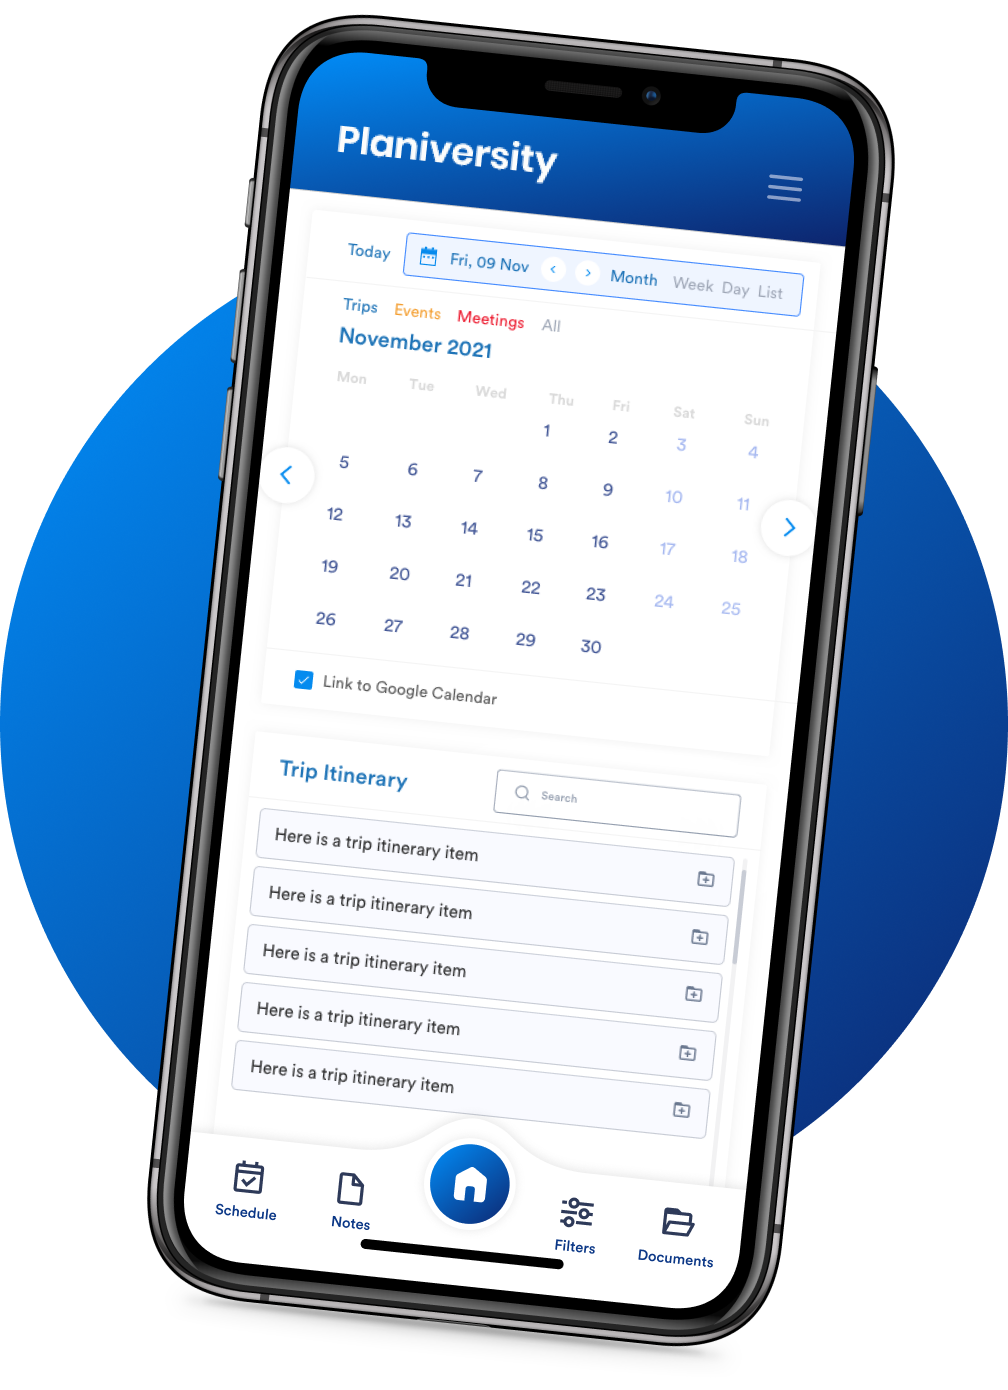 Planiversity
Today Fri, 09 Nov < > Month Week Day List
Trips Events Meetings All
November 2021
Mon Tue Wed Thu Fri Sat Sun
1 2 3 4
5 6 7 8 9 10 11
12 13 14 15 16 17 18
19 20 21 22 23 24 25
26 27 28 29 30
Link to Google Calendar
Trip Itinerary Search
Here is a trip itinerary item
Here is a trip itinerary item
Here is a trip itinerary item
Here is a trip itinerary item
Here is a trip itinerary item
Schedule Notes Filters Documents